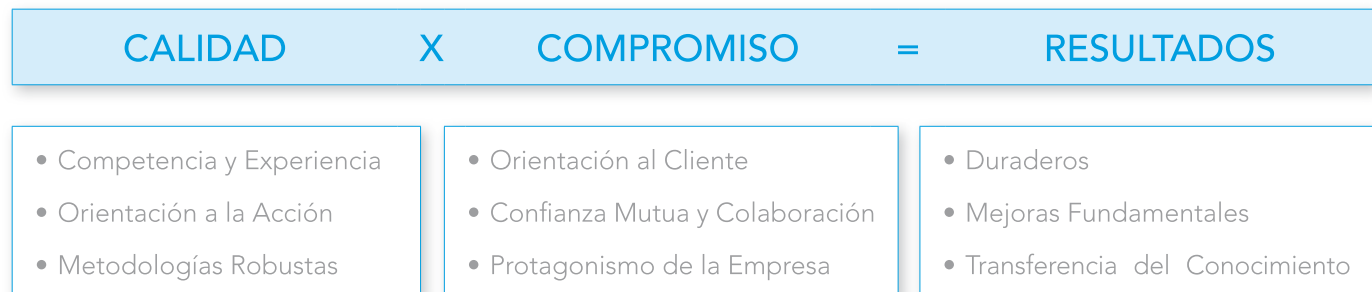 CALIDAD X COMPROMISO = RESULTADOS
• Competencia y Experiencia
• Orientación a la Acción
• Metodologías Robustas
• Orientación al Cliente
• Confianza Mutua y Colaboración
• Protagonismo de la Empresa
• Duraderos
• Mejoras Fundamentales
• Transferencia del Conocimiento